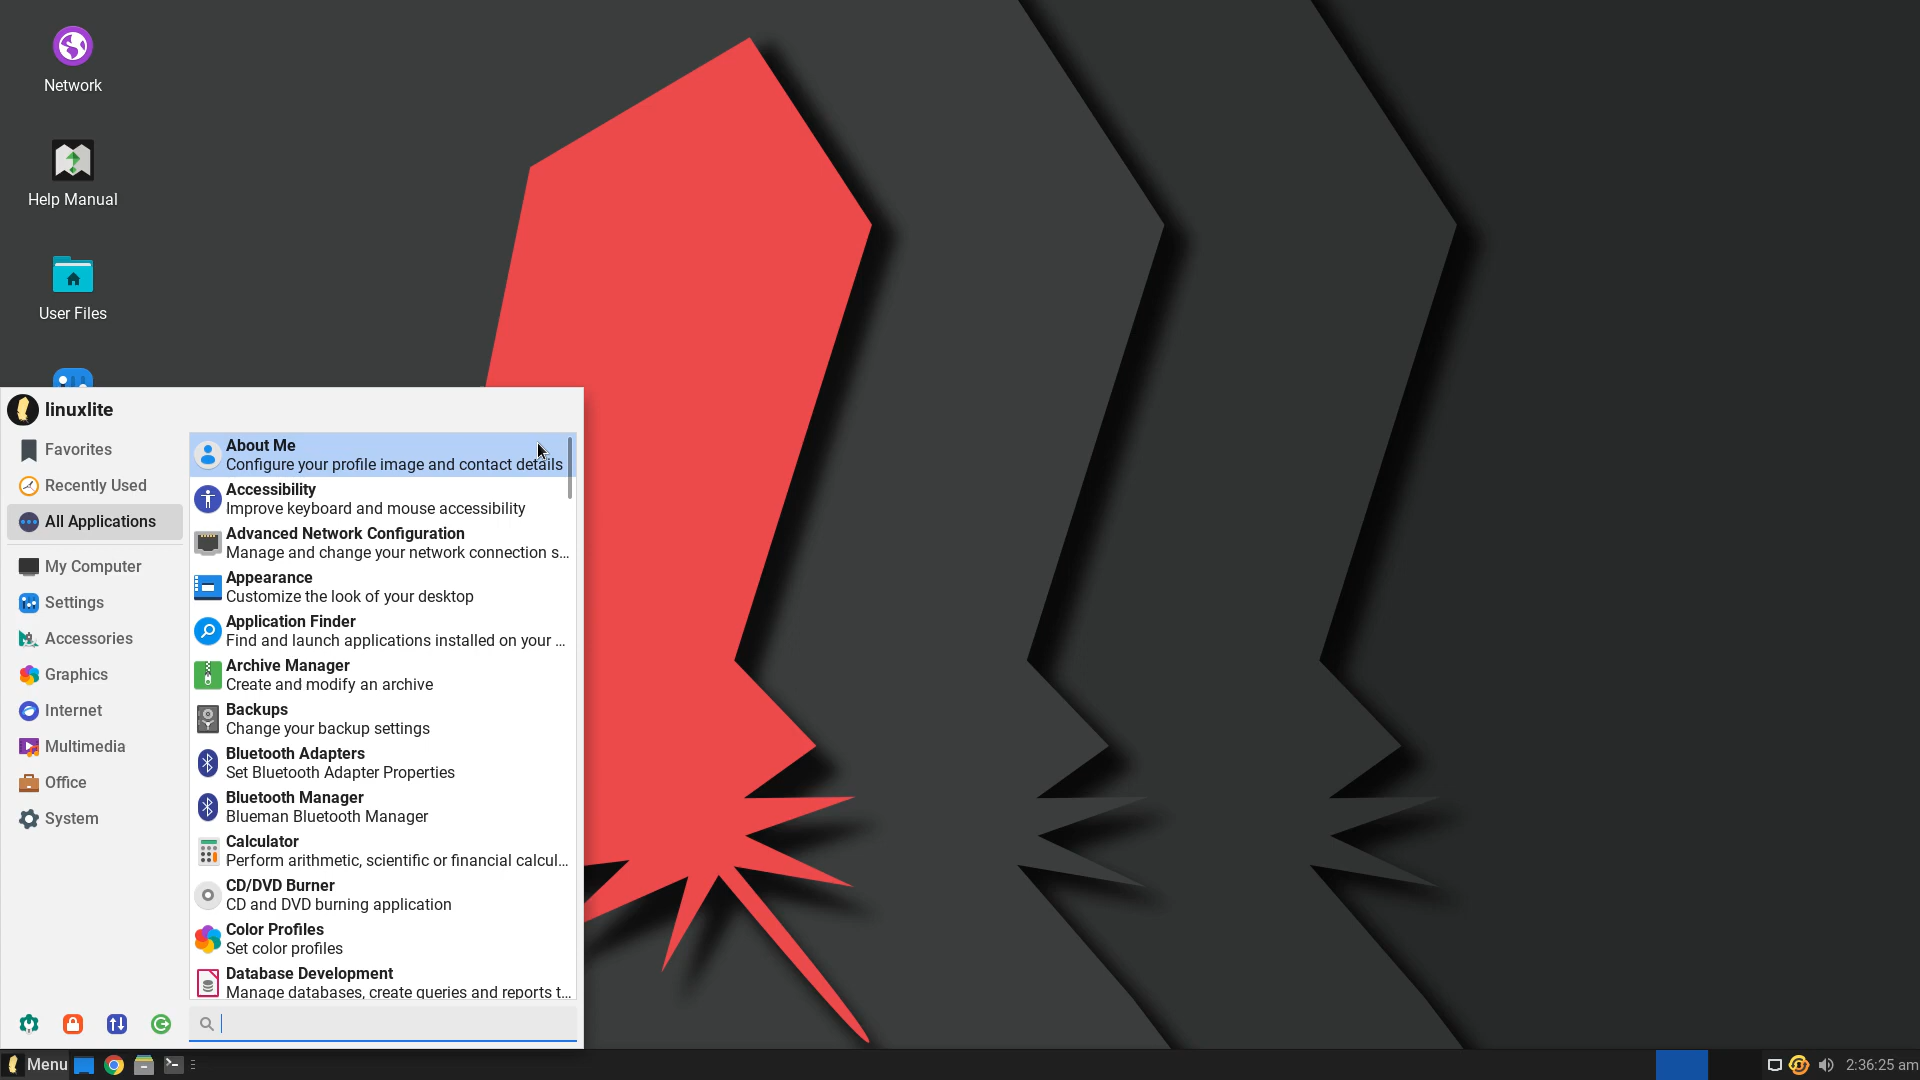 Network
Help Manual
User Files
linuxlite
Favorites
Recently Used
All Applications
My Computer
Settings
Accessories
Graphics
Internet
Multimedia
Office
System
About Me
Configure your profile image and contact details
Accessibility
Improve keyboard and mouse accessibility
Advanced Network Configuration
Manage and change your network connection s...
Appearance
Customize the look of your desktop
Application Finder
Find and launch applications installed on your ...
Archive Manager
Create and modify an archive
Backups
Change your backup settings
Bluetooth Adapters
Set Bluetooth Adapter Properties
Bluetooth Manager
Blueman Bluetooth Manager
Calculator
Perform arithmetic, scientific or financial calcul...
CD/DVD Burner
CD and DVD burning application
Color Profiles
Set color profiles
Database Development
Manage databases, create queries and reports t...
Menu
2:36:25 am